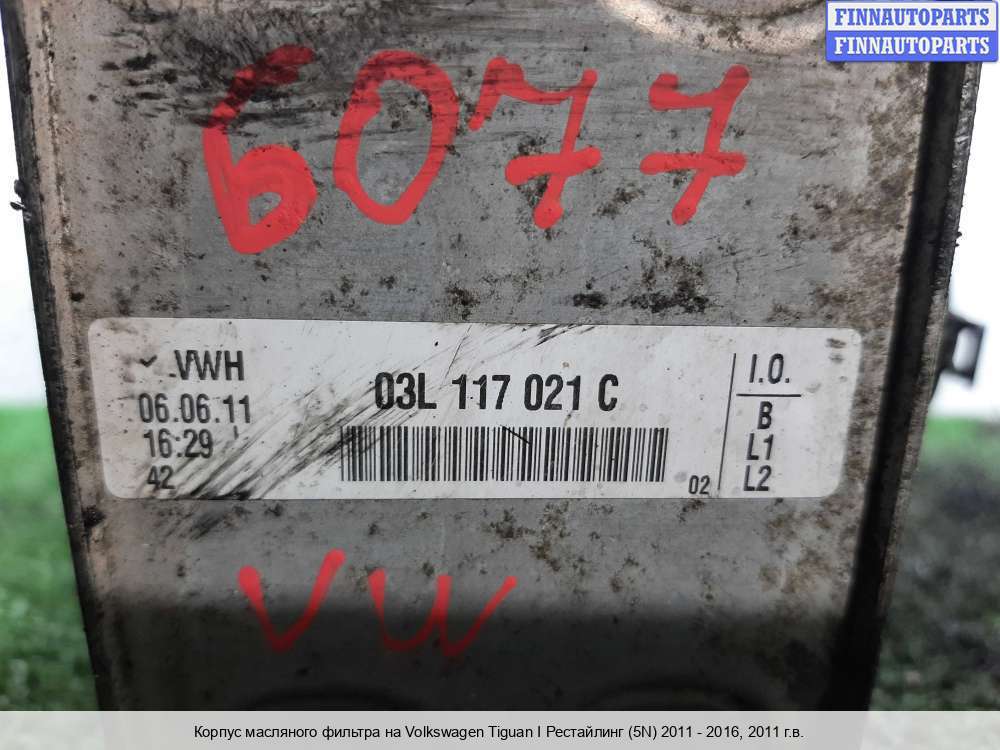 FINNAUTOPARTS
FINNAUTOPARTS
6077
VWH
06.06.11
16:29
42
03L 117 021 C
02
I.O.
B
L1
L2
VW
Корпус масляного фильтра на Volkswagen Tiguan I Рестайлинг (5N) 2011 - 2016, 2011 г.в.